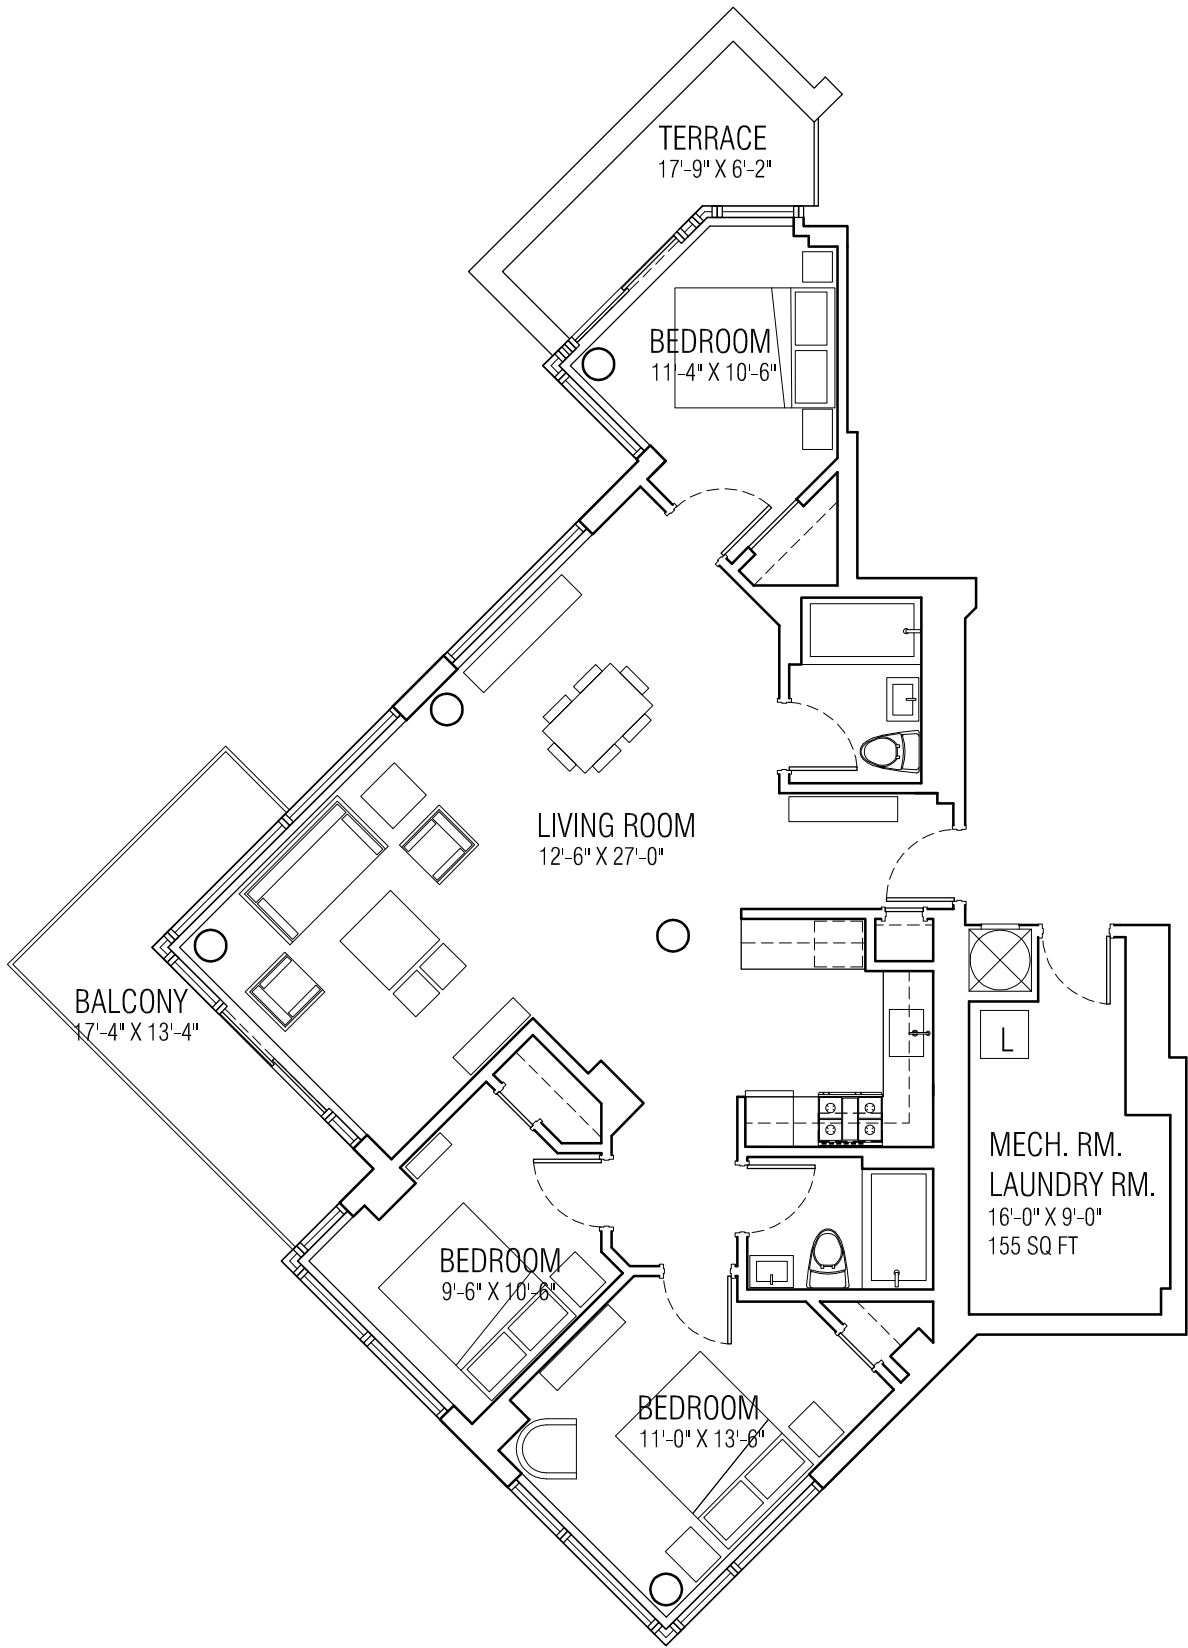 TERRACE
17'-9" X 6'-2"
BEDROOM
11'-4" X 10'-6"
LIVING ROOM
12'-6" X 27'-0"
BALCONY
17'-4" X 13'-4"
L
MECH. RM.
LAUNDRY RM.
16'-0" X 9'-0"
155 SQ FT
BEDROOM
9'-6" X 10'-6"
BEDROOM
11'-0" X 13'-6"